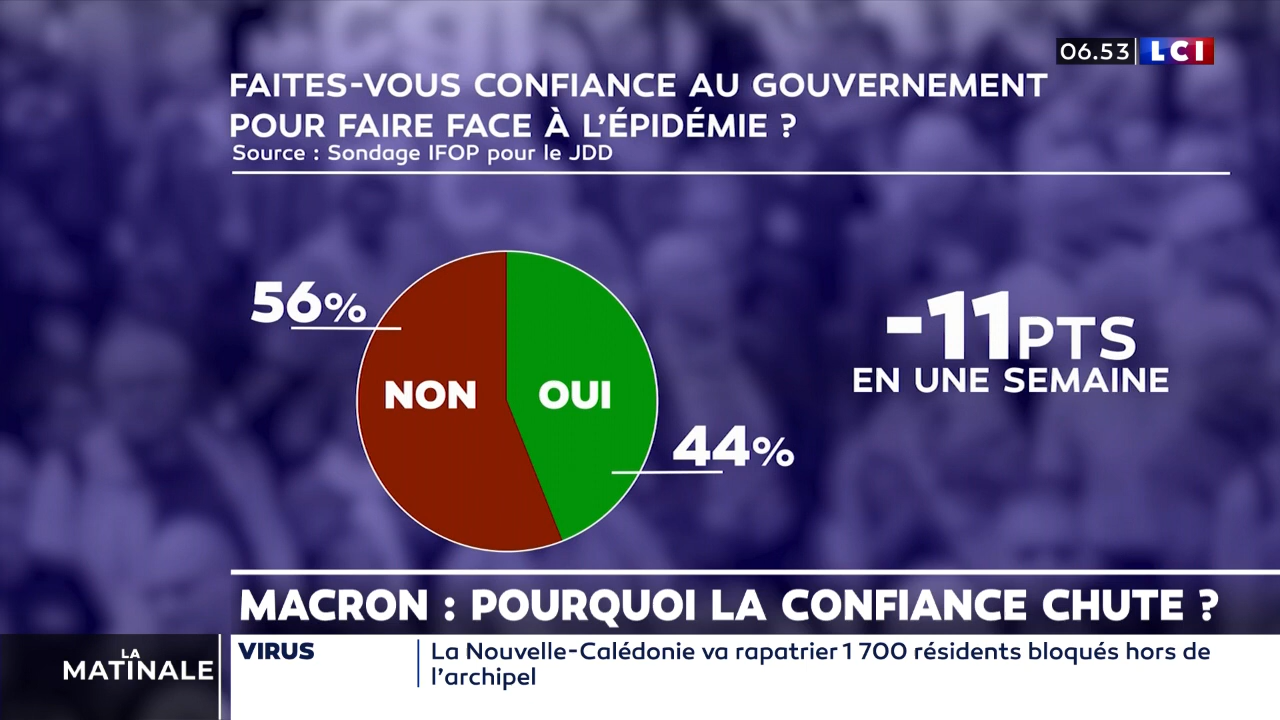 06.53 LCI
FAITES-VOUS CONFIANCE AU GOUVERNEMENT
POUR FAIRE FACE À L'ÉPIDÉMIE ?
Source : Sondage IFOP pour le JDD
56%
NON
OUI
44%
-11PTS
EN UNE SEMAINE
MACRON : POURQUOI LA CONFIANCE CHUTE ?
LA
MATINALE
VIRUS
La Nouvelle-Calédonie va rapatrier 1 700 résidents bloqués hors de
l'archipel